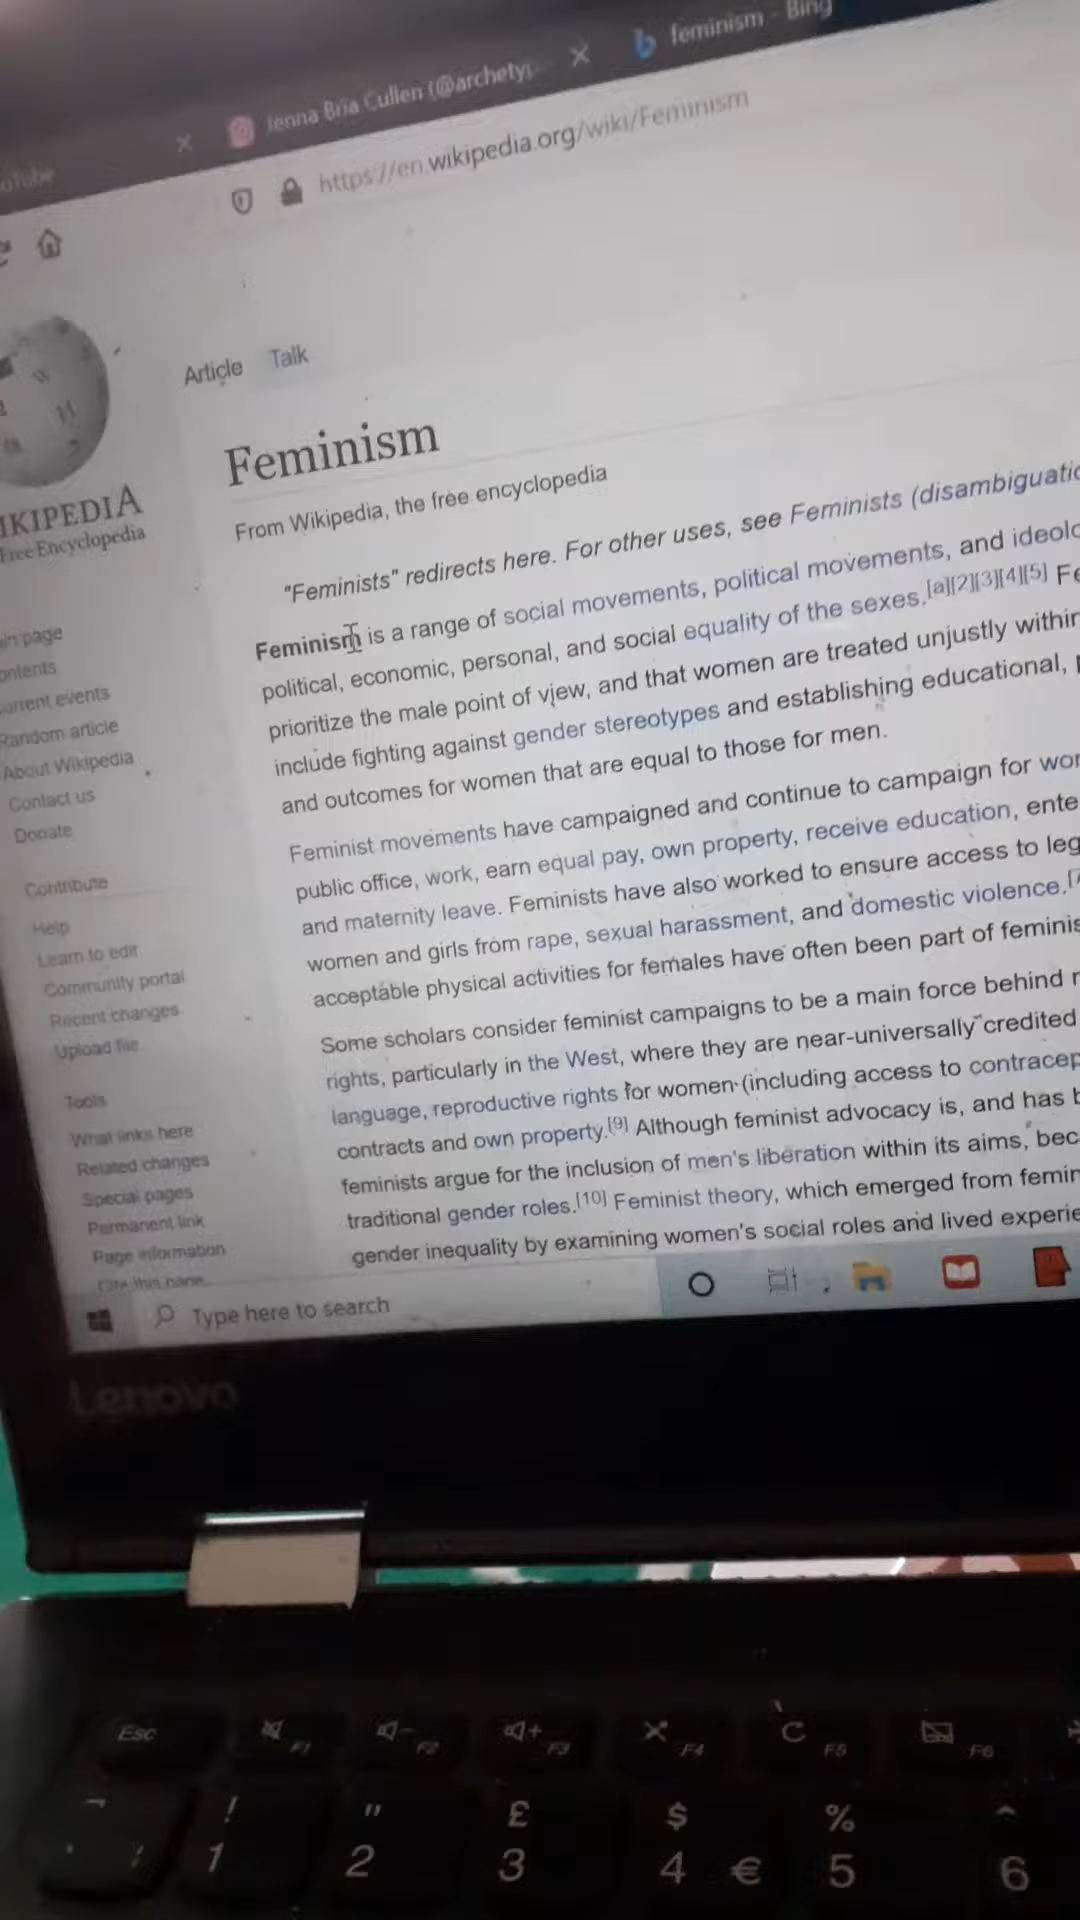 feminism - Bing
Jenna Bria Cullen (@archety
https://en.wikipedia.org/wiki/Feminism
Article Talk
Feminism
From Wikipedia, the free encyclopedia
"Feminists" redirects here. For other uses, see Feminists (disambiguatio
Feminism is a range of social movements, political movements, and ideolo
political, economic, personal, and social equality of the sexes.[a][2][3][4][5] Fe
prioritize the male point of view, and that women are treated unjustly within
include fighting against gender stereotypes and establishing educational, p
and outcomes for women that are equal to those for men.
Feminist movements have campaigned and continue to campaign for wor
public office, work, earn equal pay, own property, receive education, ente
and maternity leave. Feminists have also worked to ensure access to leg
women and girls from rape, sexual harassment, and domestic violence.[7
acceptable physical activities for females have often been part of feminis
Some scholars consider feminist campaigns to be a main force behind
rights, particularly in the West, where they are near-universally credited
language, reproductive rights for women (including access to contracep
contracts and own property.[9] Although feminist advocacy is, and has b
feminists argue for the inclusion of men's liberation within its aims, bec
traditional gender roles.[10] Feminist theory, which emerged from femin
gender inequality by examining women's social roles and lived experie
IKIPEDIA
Free Encyclopedia
in page
ontents
urrent events
Random article
About Wikipedia
Contact us
Donate
Contribute
Help
Learn to edit
Community portal
Recent changes
Upload file
Tools
What links here
Related changes
Special pages
Permanent link
Page information
Cite this page
Type here to search
Lenovo
Esc F1 F2 F3 F4 F5 F6
¬ ! " £ $ % ^
1 2 3 4 € 5 6